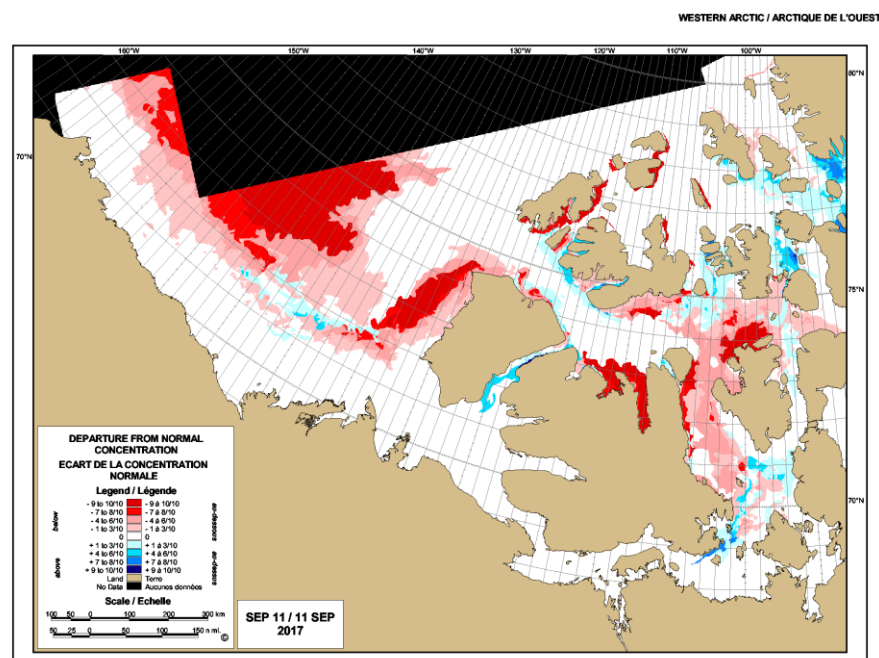 WESTERN ARCTIC / ARCTIQUE DE L'OUEST
160°W 150°W 140°W 130°W 120°W 110°W 100°W
80°N
70°N
75°N
70°N
DEPARTURE FROM NORMAL
CONCENTRATION
ECART DE LA CONCENTRATION
NORMALE
Legend / Légende
below
au-dessous
- 9 to 10/10 - 9 à 10/10
- 7 to 8/10 - 7 à 8/10
- 4 to 6/10 - 4 à 6/10
- 1 to 3/10 - 1 à 3/10
0 0
above
au-dessus
+ 1 to 3/10 + 1 à 3/10
+ 4 to 6/10 + 4 à 6/10
+ 7 to 8/10 + 7 à 8/10
+ 9 to 10/10 + 9 à 10/10
Land Terre
No Data Aucunes données
Scale / Echelle
100 50 0 100 200 300 km
50 25 0 50 100 150 n mi.
©
SEP 11 / 11 SEP
2017